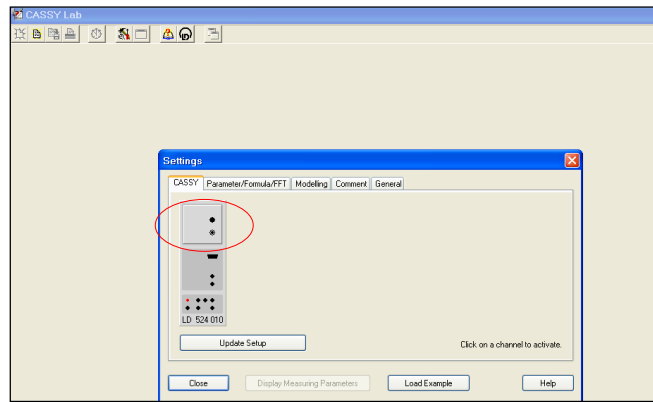 CASSY Lab
Settings
CASSY Parameter/Formula/FFT Modelling Comment General
LD 524 010
Update Setup Click on a channel to activate.
Close Display Measuring Parameters Load Example Help